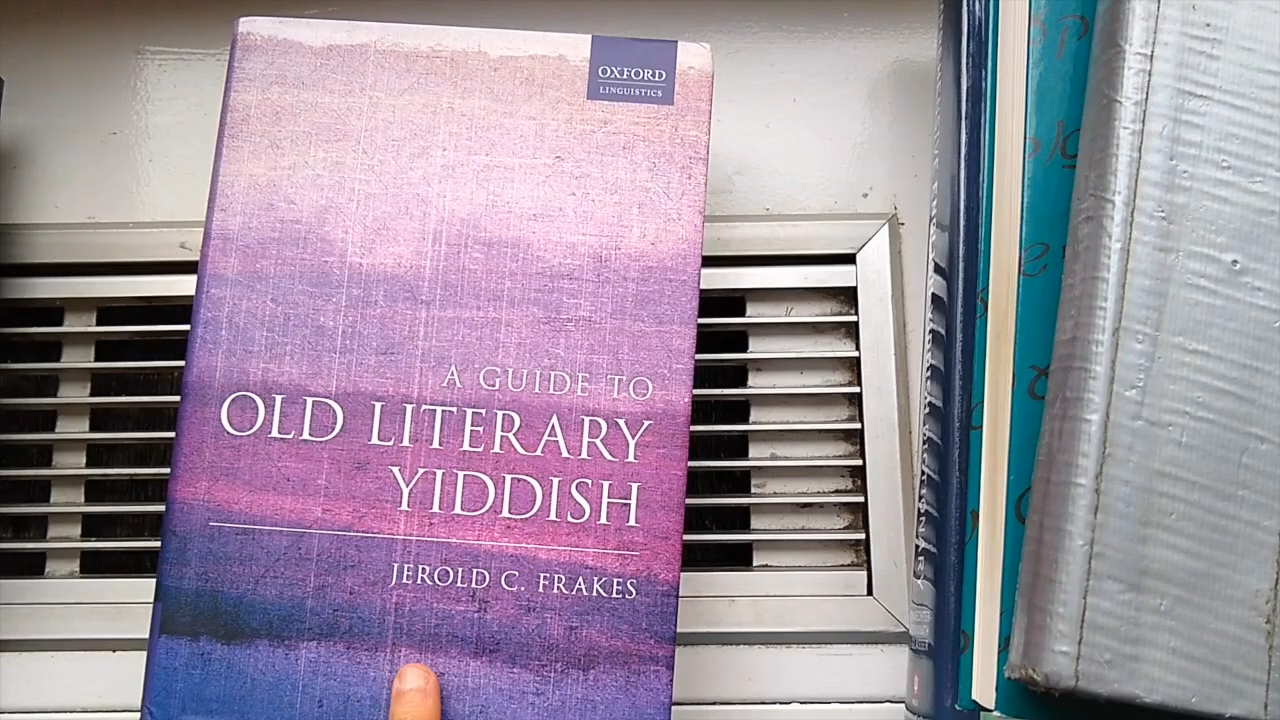 OXFORD
LINGUISTICS
A GUIDE TO
OLD LITERARY
YIDDISH
JEROLD C. FRAKES